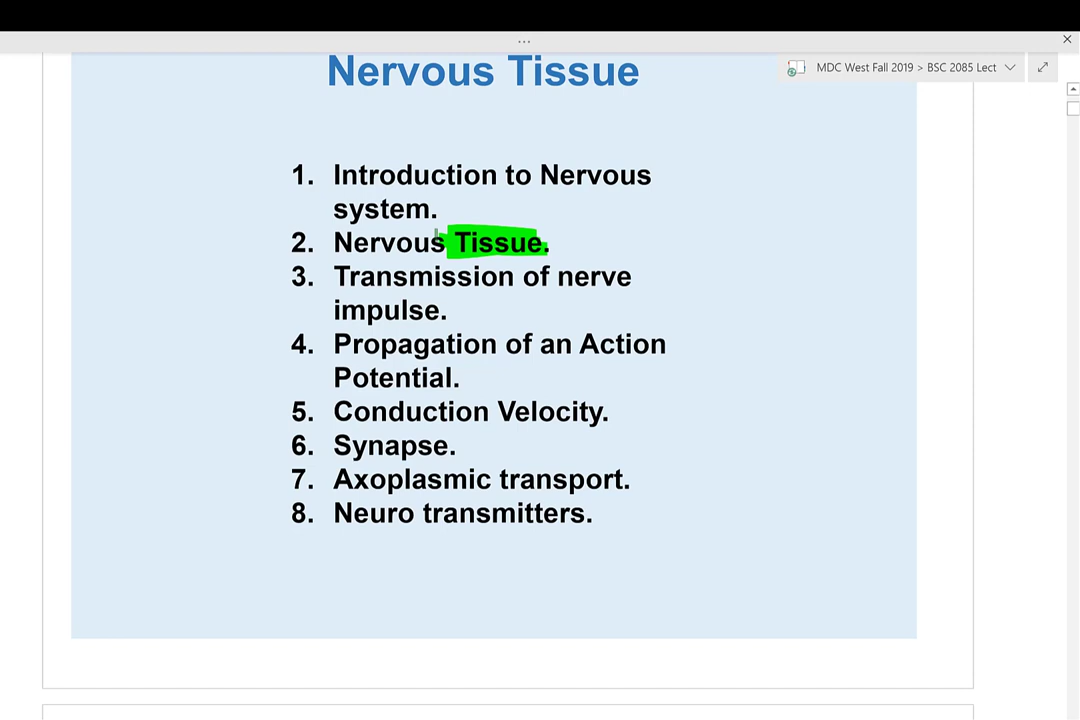 ...
MDC West Fall 2019 > BSC 2085 Lect
Nervous Tissue
1. Introduction to Nervous
system.
2. Nervous Tissue.
3. Transmission of nerve
impulse.
4. Propagation of an Action
Potential.
5. Conduction Velocity.
6. Synapse.
7. Axoplasmic transport.
8. Neuro transmitters.